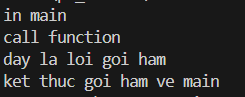 in main
call function
day la loi goi ham
ket thuc goi ham ve main